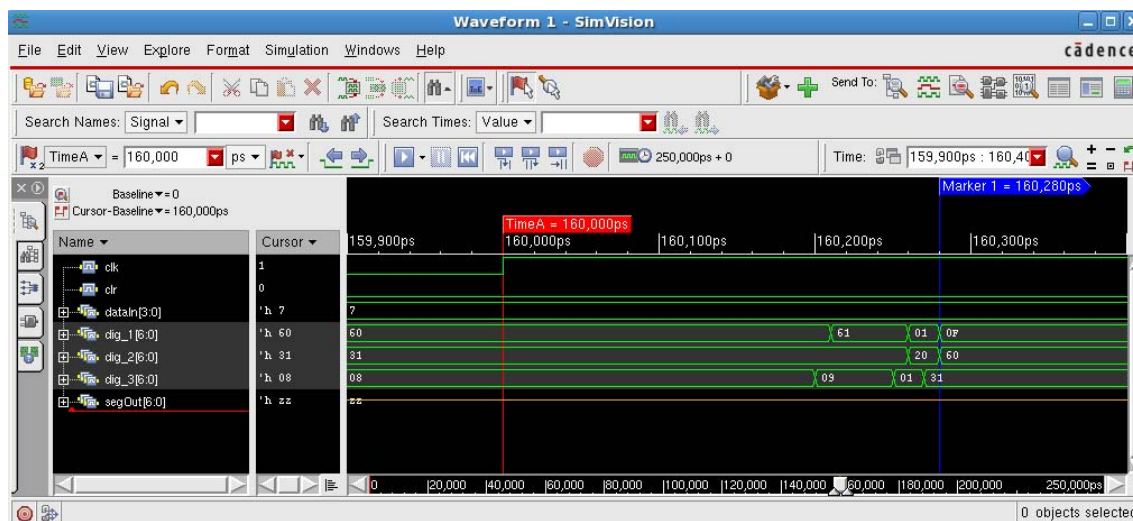 Waveform 1 - SimVision
File Edit View Explore Format Simulation Windows Help cādence
Send To:
Search Names: Signal Search Times: Value
x2 TimeA = 160,000 ps 250,000ps + 0 Time: 159,900ps : 160,40
Baseline = 0 Marker 1 = 160,280ps
Cursor-Baseline = 160,000ps
TimeA = 160,000ps
Name Cursor 159,900ps 160,000ps 160,100ps 160,200ps 160,300ps
clk 1
clr 0
dataIn[3:0] 'h 7 7
dig_1[6:0] 'h 60 60 61 01 0F
dig_2[6:0] 'h 31 31 20 60
dig_3[6:0] 'h 08 08 09 01 31
segOut[6:0] 'h zz zz
0 20,000 40,000 60,000 80,000 100,000 120,000 140,000 60,000 180,000 200,000 250,000ps
0 objects selected